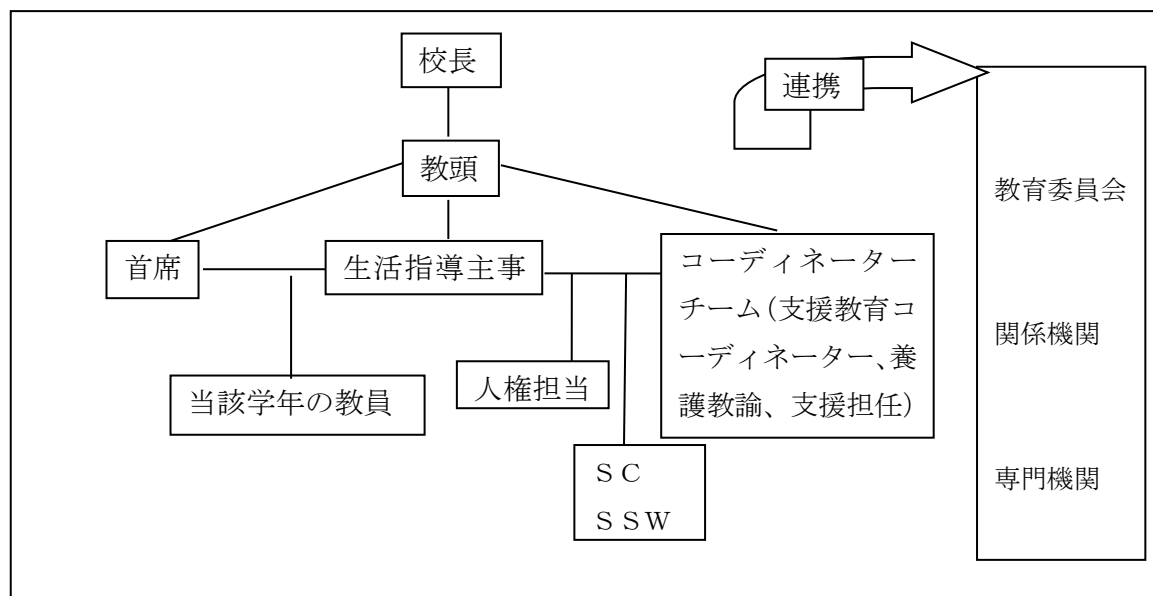 校長
連携
教頭
教育委員会
首席
生活指導主事
コーディネーター
チーム(支援教育コ
ーディネーター、養
護教諭、支援担任)
関係機関
当該学年の教員
人権担当
ＳＣ
ＳＳＷ
専門機関